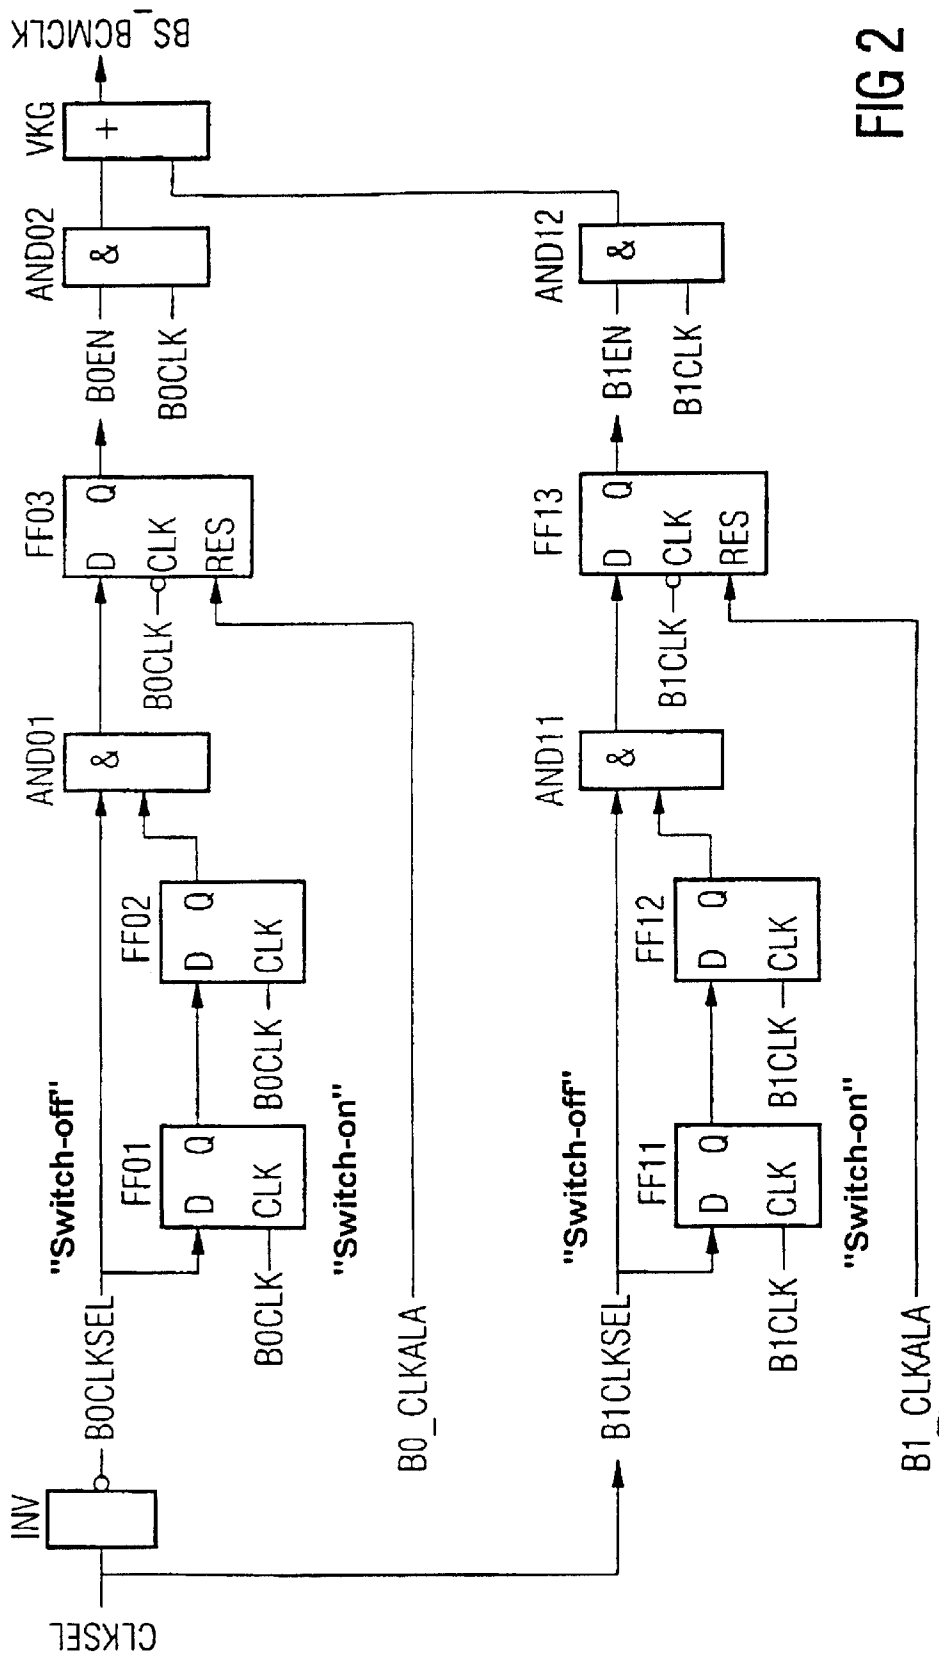 CLKSEL
INV
B0CLKSEL
"Switch-off"
FF01
D Q
CLK
B0CLK
"Switch-on"
FF02
D Q
CLK
B0CLK
AND01
&
FF03
D Q
CLK
RES
B0CLK
B0EN
B0CLK
AND02
&
VKG
+
BS_BCMCLK
B0_CLKALA
B1CLKSEL
"Switch-off"
FF11
D Q
CLK
B1CLK
"Switch-on"
FF12
D Q
CLK
B1CLK
AND11
&
FF13
D Q
CLK
RES
B1CLK
B1EN
B1CLK
AND12
&
B1_CLKALA
FIG 2